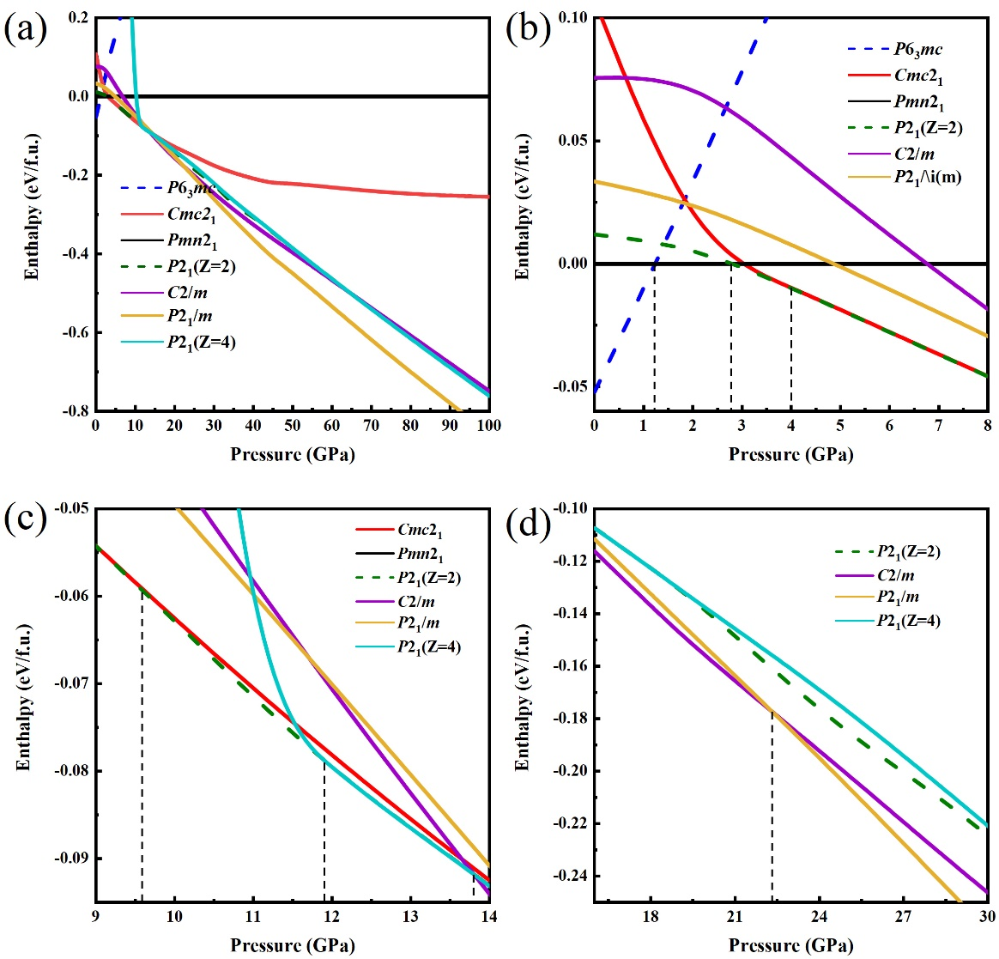 (a)
0.2
0.0
-0.2
-0.4
-0.6
-0.8
Enthalpy (eV/f.u.)
P6₃mc
Cmc2₁
Pmn2₁
P2₁(Z=2)
C2/m
P2₁/m
P2₁(Z=4)
0 10 20 30 40 50 60 70 80 90 100
Pressure (GPa)
(b)
0.10
0.05
0.00
-0.05
Enthalpy (eV/f.u.)
P6₃mc
Cmc2₁
Pmn2₁
P2₁(Z=2)
C2/m
P2₁/\i(m)
0 1 2 3 4 5 6 7 8
Pressure (GPa)
(c)
-0.05
-0.06
-0.07
-0.08
-0.09
Enthalpy (eV/f.u.)
Cmc2₁
Pmn2₁
P2₁(Z=2)
C2/m
P2₁/m
P2₁(Z=4)
9 10 11 12 13 14
Pressure (GPa)
(d)
-0.10
-0.12
-0.14
-0.16
-0.18
-0.20
-0.22
-0.24
Enthalpy (eV/f.u.)
P2₁(Z=2)
C2/m
P2₁/m
P2₁(Z=4)
18 21 24 27 30
Pressure (GPa)